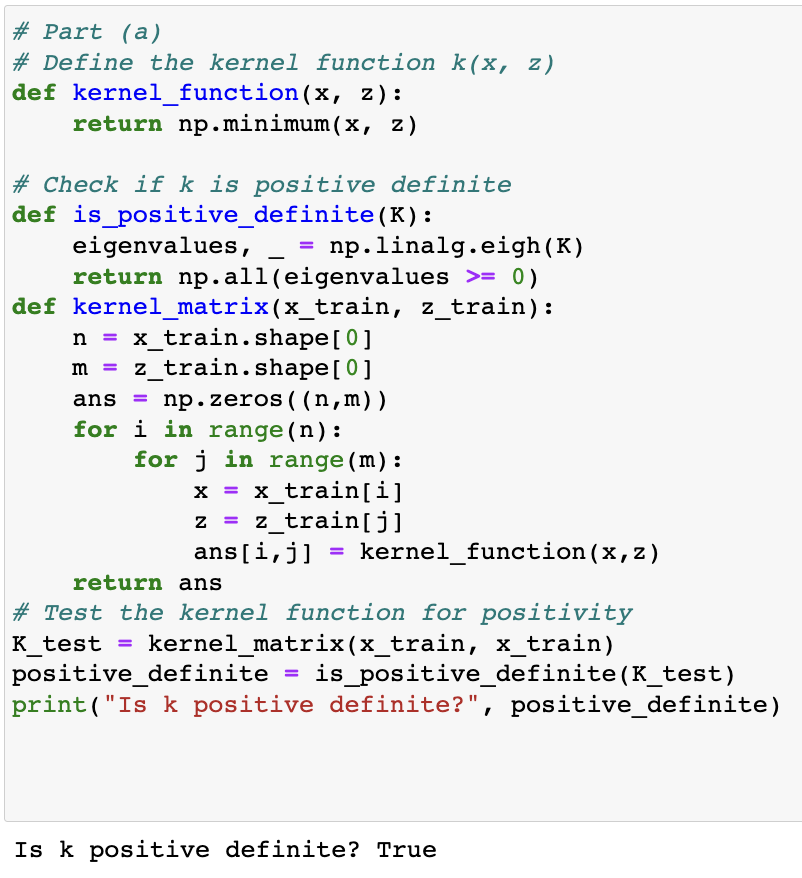 # Part (a)
# Define the kernel function k(x, z)
def kernel_function(x, z):
    return np.minimum(x, z)

# Check if k is positive definite
def is_positive_definite(K):
    eigenvalues, _ = np.linalg.eigh(K)
    return np.all(eigenvalues >= 0)
def kernel_matrix(x_train, z_train):
    n = x_train.shape[0]
    m = z_train.shape[0]
    ans = np.zeros((n,m))
    for i in range(n):
        for j in range(m):
            x = x_train[i]
            z = z_train[j]
            ans[i,j] = kernel_function(x,z)
    return ans
# Test the kernel function for positivity
K_test = kernel_matrix(x_train, x_train)
positive_definite = is_positive_definite(K_test)
print("Is k positive definite?", positive_definite)

Is k positive definite? True